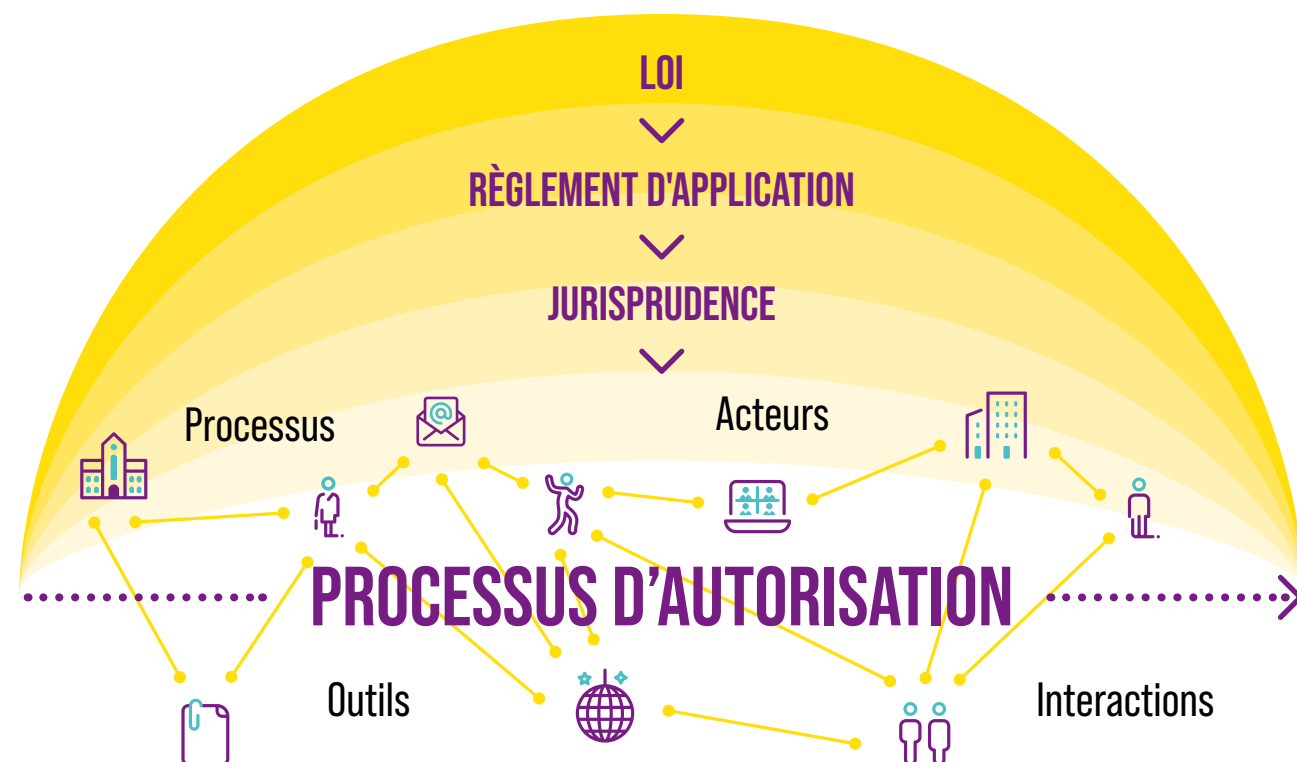 LOI
RÈGLEMENT D'APPLICATION
JURISPRUDENCE
Processus
Acteurs
@
PROCESSUS D’AUTORISATION
Outils
Interactions